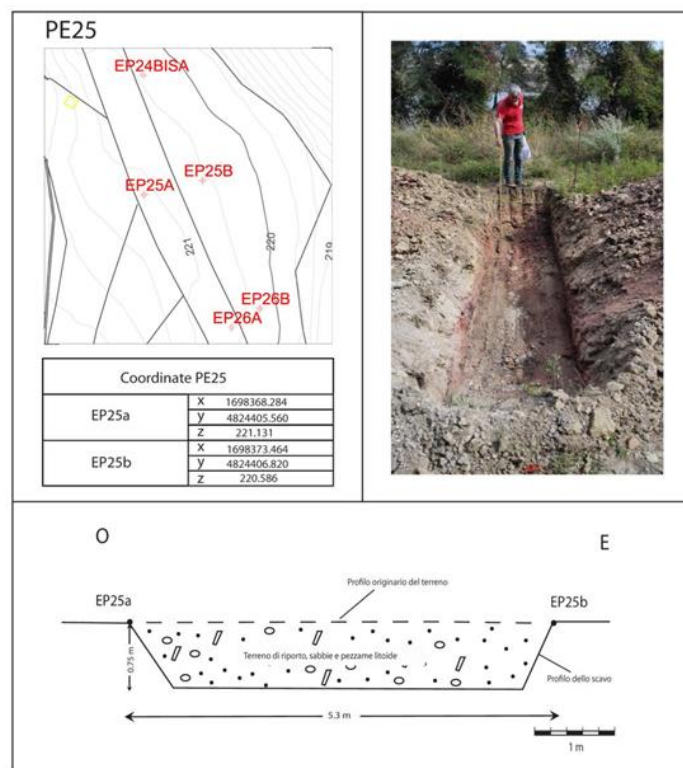 PE25
EP24BISA
EP25A
EP25B
221
220
219
EP26B
EP26A
Coordinate PE25
EP25a
x 1698368.284
y 4824405.560
z 221.131
EP25b
x 1698373.464
y 4824406.820
z 220.586
O
E
Profilo originario del terreno
EP25a
EP25b
0.75 m
Terreno di riporto, sabbie e pezzame litoide
Profilo dello scavo
5.3 m
1 m